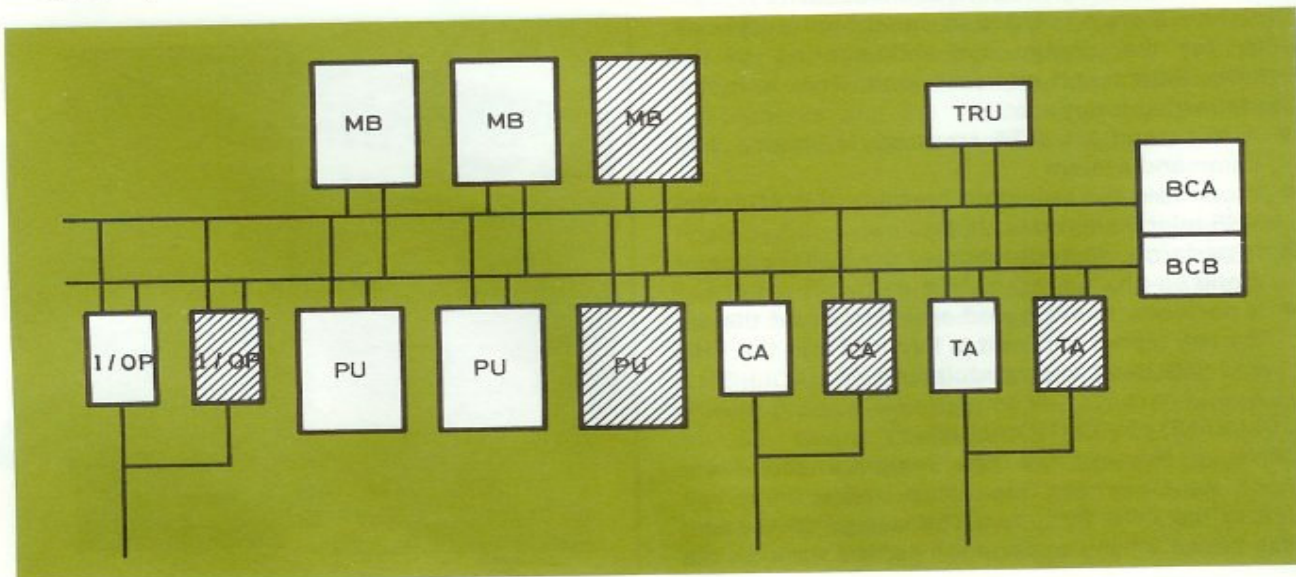 MB MB MB TRU
BCA
BCB
I/OP I/OP PU PU PU CA CA TA TA